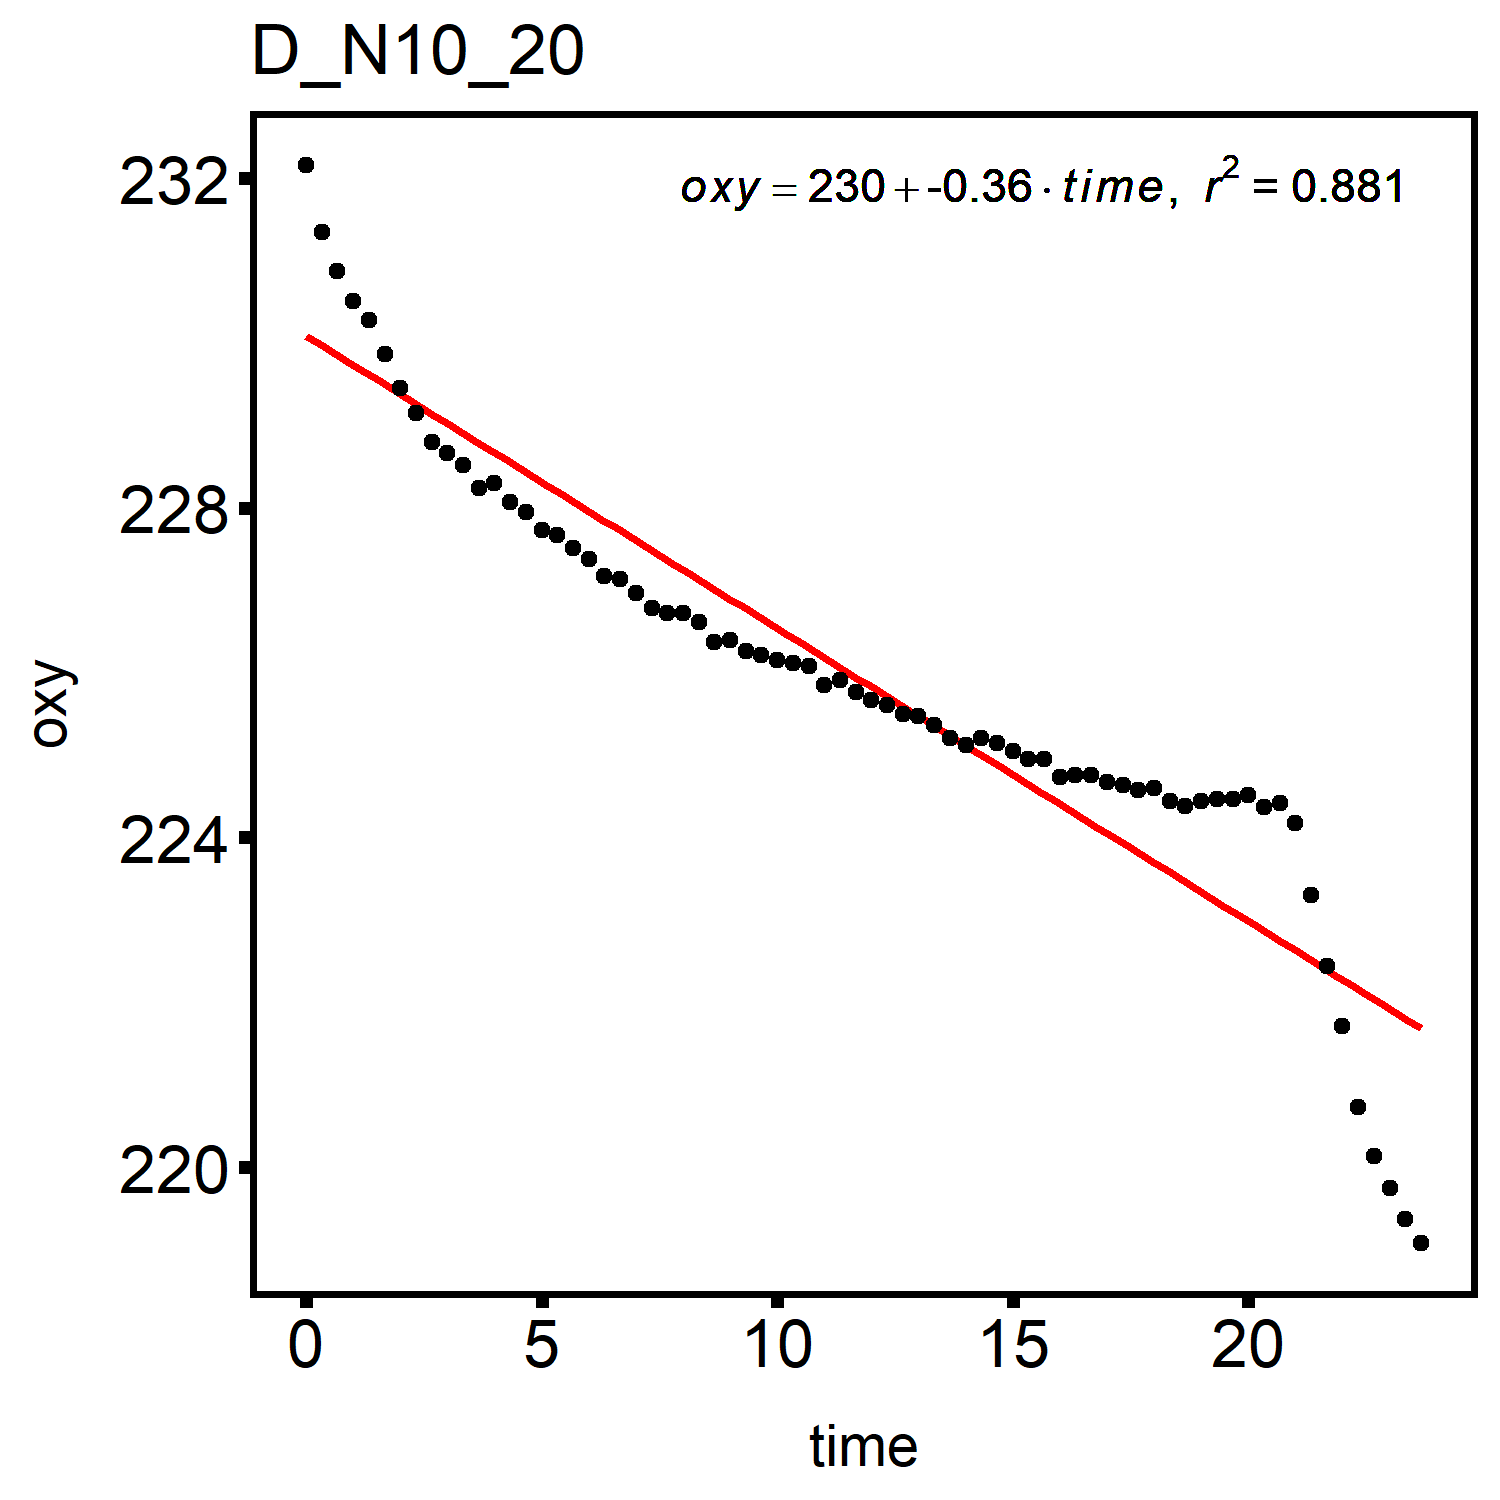 D_N10_20
oxy = 230 + -0.36 · time, r² = 0.881
232
228
224
220
oxy
0 5 10 15 20
time